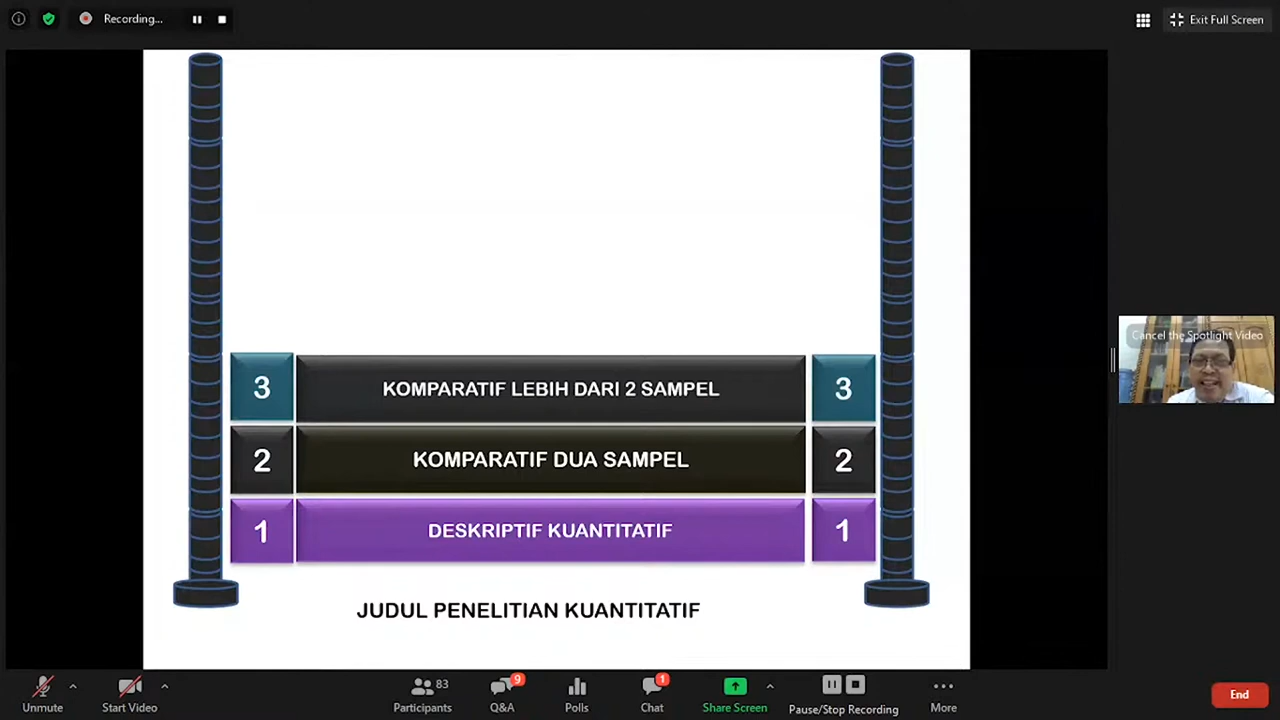 Recording...
Exit Full Screen
3 KOMPARATIF LEBIH DARI 2 SAMPEL 3
Cancel the Spotlight Video
2 KOMPARATIF DUA SAMPEL 2
1 DESKRIPTIF KUANTITATIF 1
JUDUL PENELITIAN KUANTITATIF
83 9 1
Unmute Start Video Participants Q&A Polls Chat Share Screen Pause/Stop Recording More End